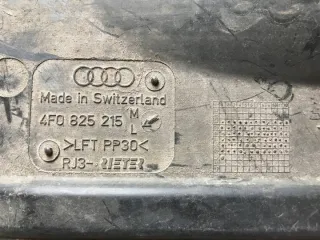 Made in Switzerland
4F0 825 215 M
L
>LFT PP30<
RJ3- RIETER